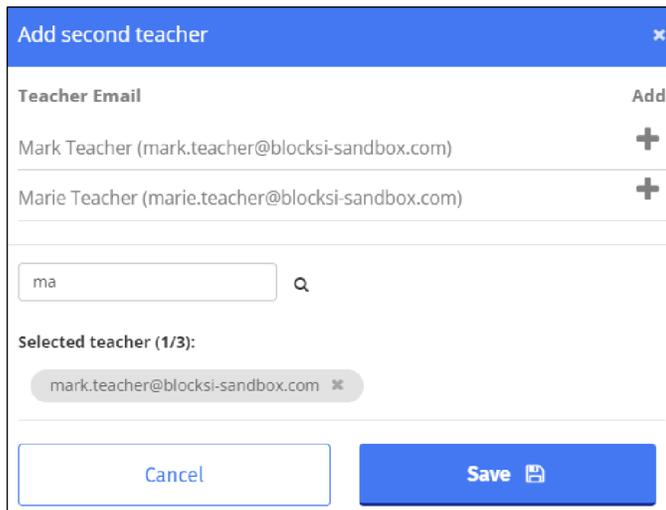 Add second teacher
Teacher Email Add
Mark Teacher (mark.teacher@blocksi-sandbox.com)
Marie Teacher (marie.teacher@blocksi-sandbox.com)
ma
Selected teacher (1/3):
mark.teacher@blocksi-sandbox.com
Cancel Save